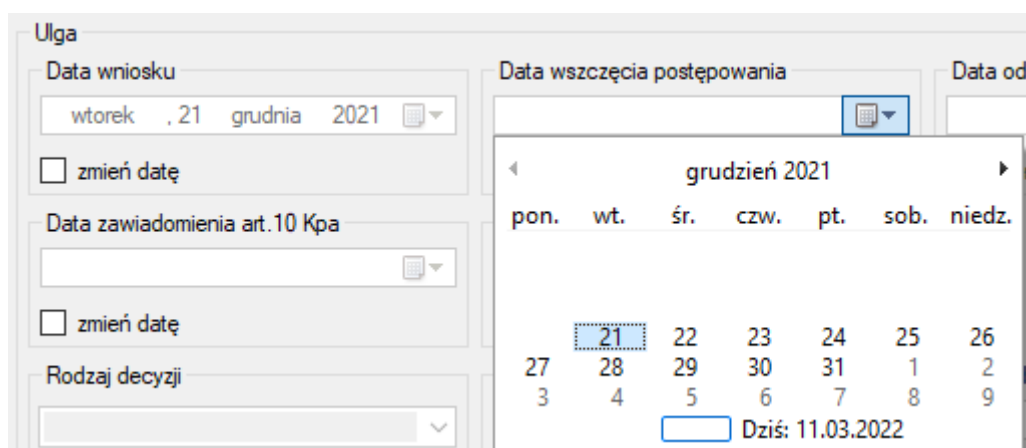 Ulga
Data wniosku
Data wszczęcia postępowania
Data od
wtorek , 21 grudnia 2021
zmień datę
grudzień 2021
pon. wt. śr. czw. pt. sob. niedz.
Data zawiadomienia art.10 Kpa
21 22 23 24 25 26
zmień datę
27 28 29 30 31 1 2
Rodzaj decyzji
3 4 5 6 7 8 9
Dziś: 11.03.2022